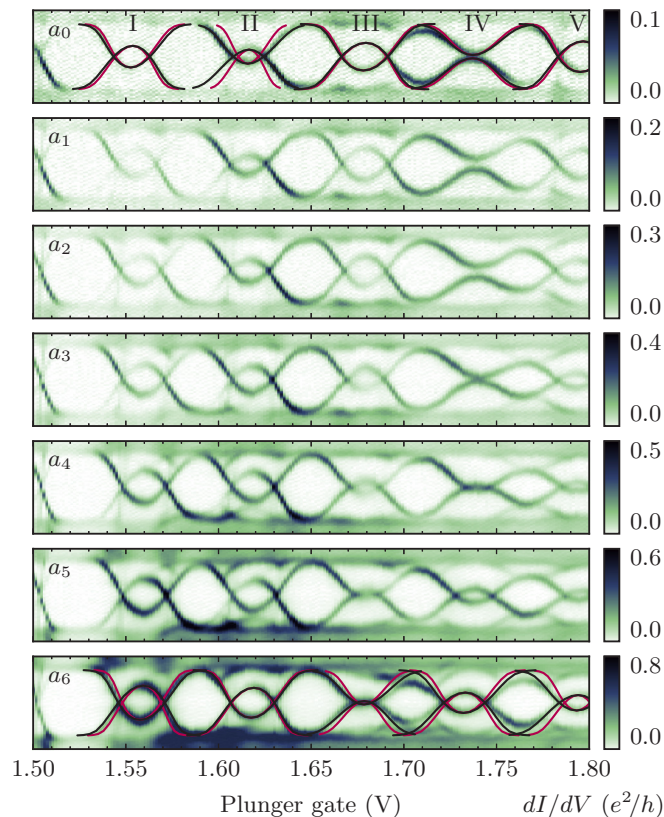 a0 I II III IV V 0.1
0.0
a1 0.2
0.0
a2 0.3
0.0
a3 0.4
0.0
a4 0.5
0.0
a5 0.6
0.0
a6 0.8
0.0
1.50 1.55 1.60 1.65 1.70 1.75 1.80
Plunger gate (V) dI/dV (e²/h)